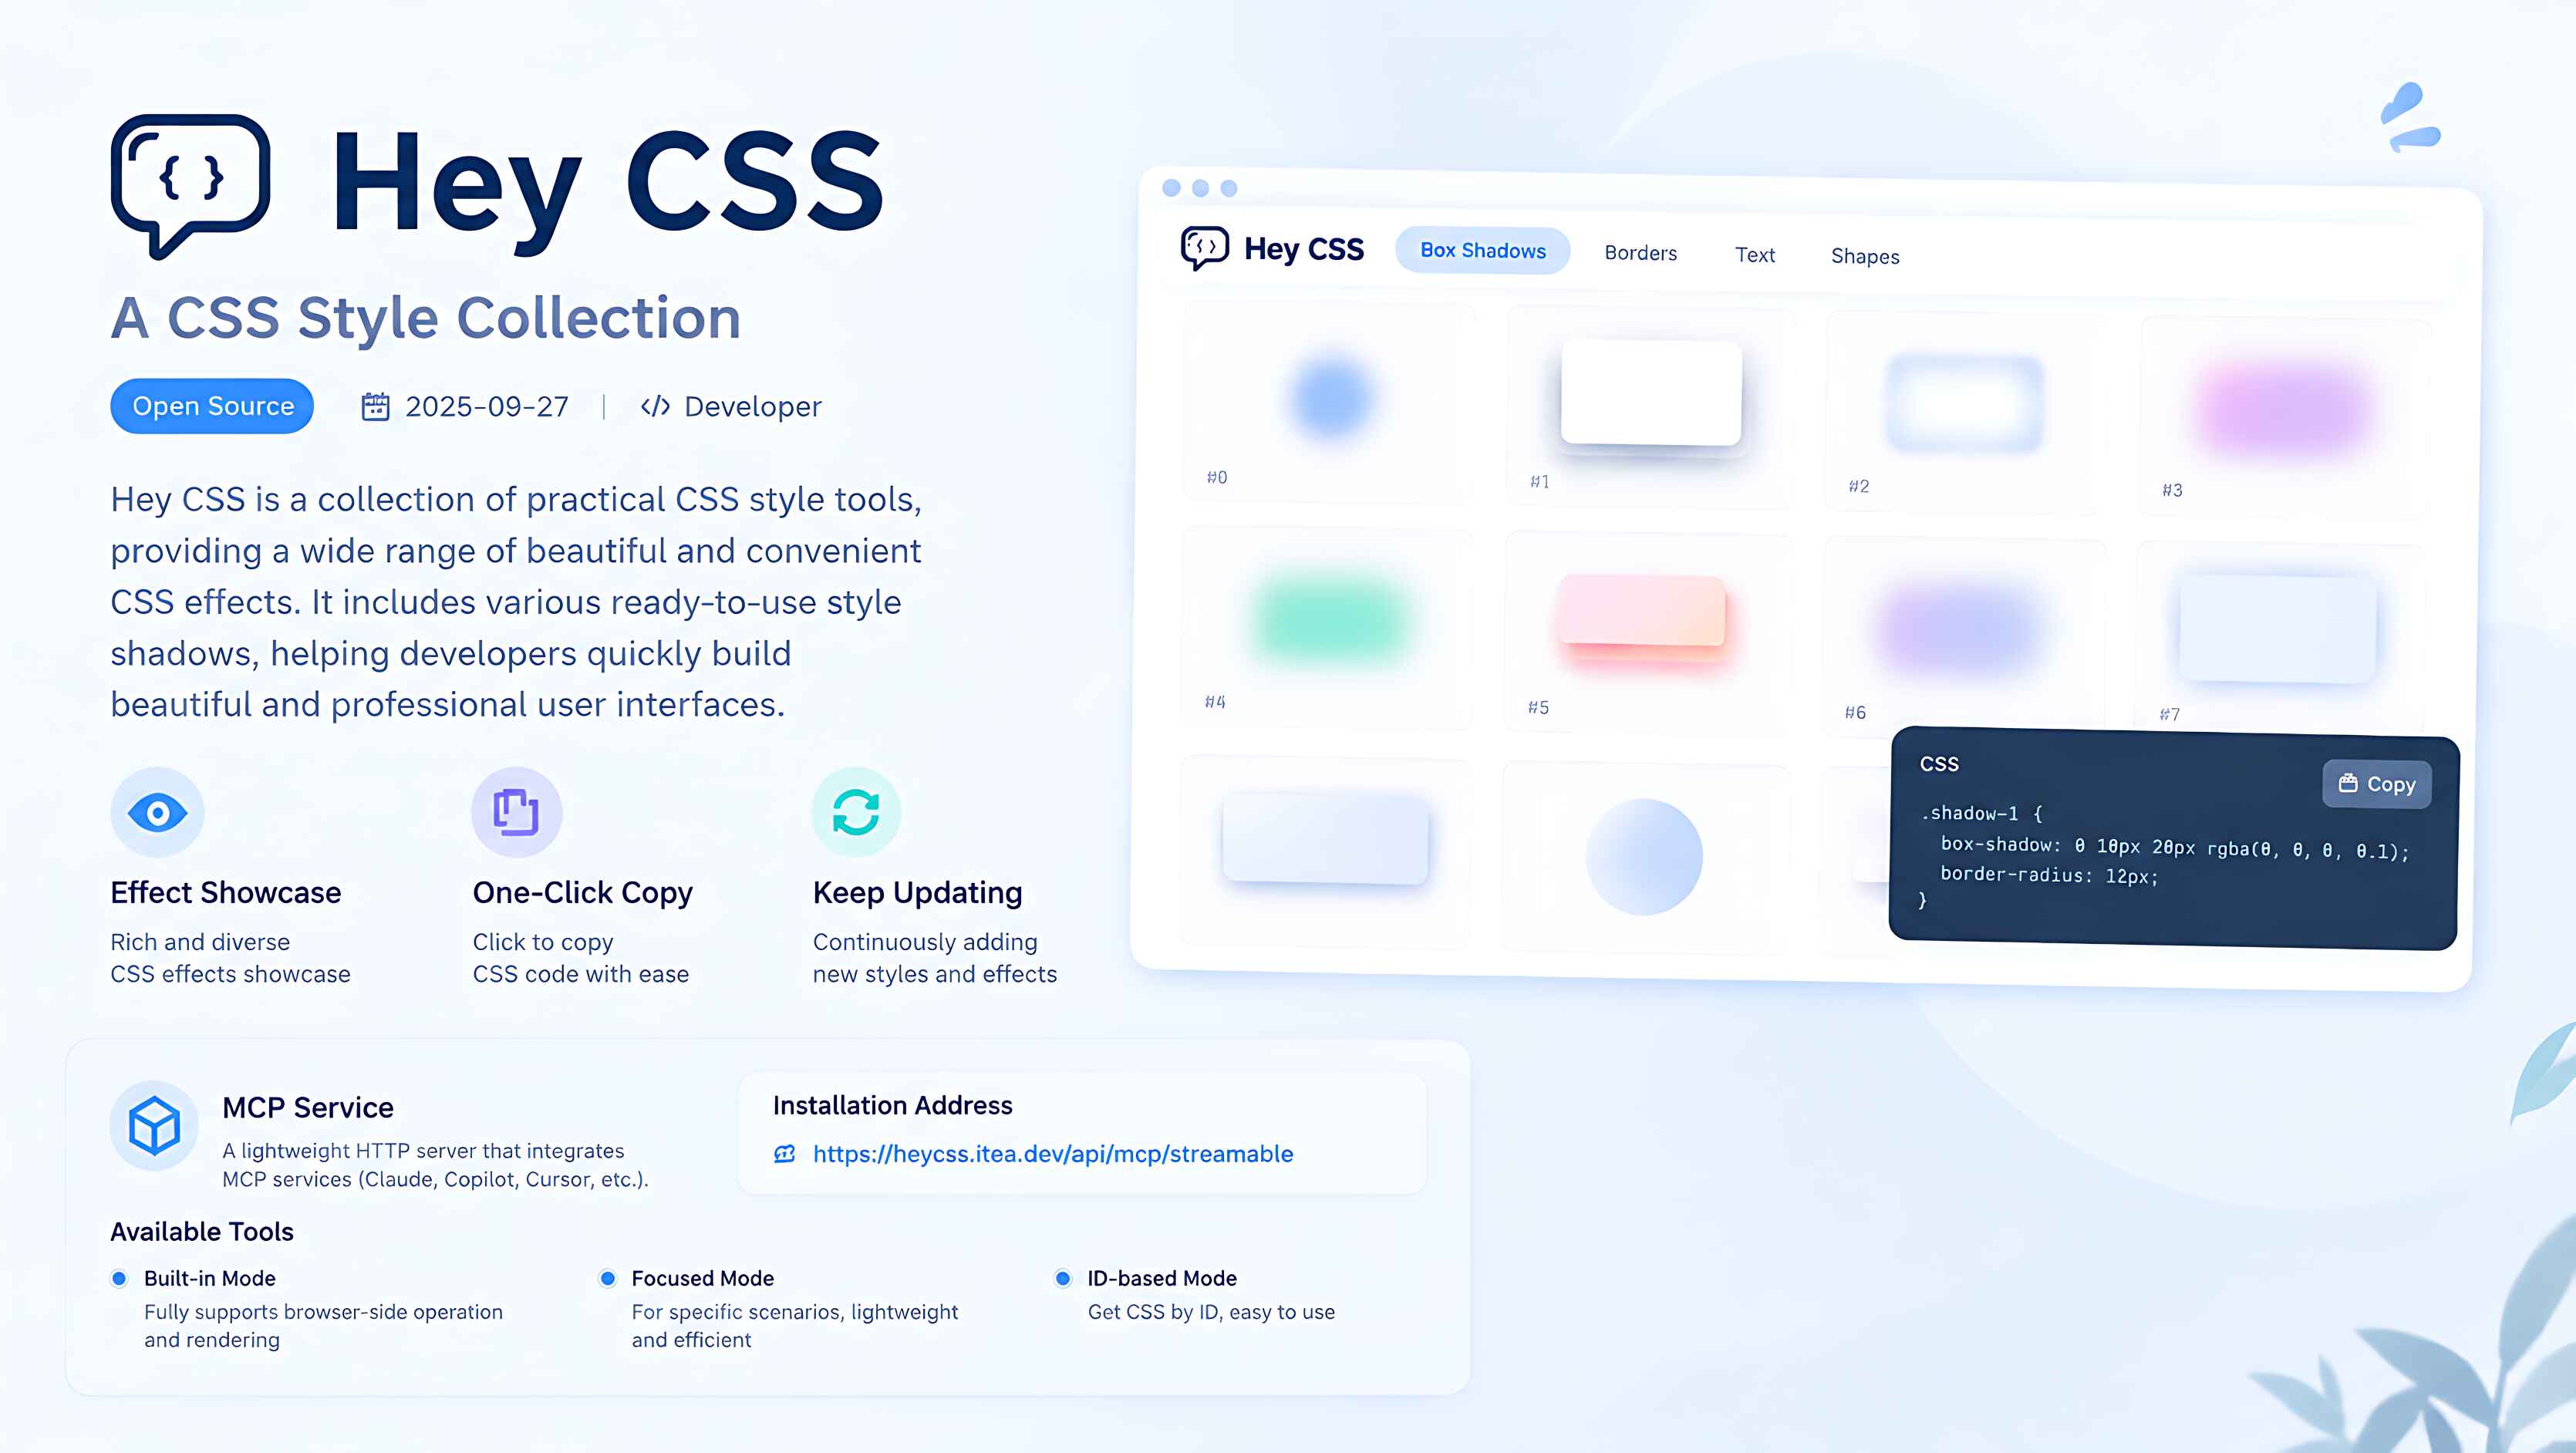 { }
Hey CSS
A CSS Style Collection
Open Source
2025-09-27 | </> Developer
Hey CSS is a collection of practical CSS style tools,
providing a wide range of beautiful and convenient
CSS effects. It includes various ready-to-use style
shadows, helping developers quickly build
beautiful and professional user interfaces.
Effect Showcase
Rich and diverse
CSS effects showcase
One-Click Copy
Click to copy
CSS code with ease
Keep Updating
Continuously adding
new styles and effects
Hey CSS
Box Shadows
Borders
Text
Shapes
#0
#1
#2
#3
#4
#5
#6
#7
CSS
Copy
.shadow-1 {
box-shadow: 0 10px 20px rgba(0, 0, 0, 0.1);
border-radius: 12px;
}
MCP Service
A lightweight HTTP server that integrates
MCP services (Claude, Copilot, Cursor, etc.).
Installation Address
https://heycss.itea.dev/api/mcp/streamable
Available Tools
Built-in Mode
Fully supports browser-side operation
and rendering
Focused Mode
For specific scenarios, lightweight
and efficient
ID-based Mode
Get CSS by ID, easy to use